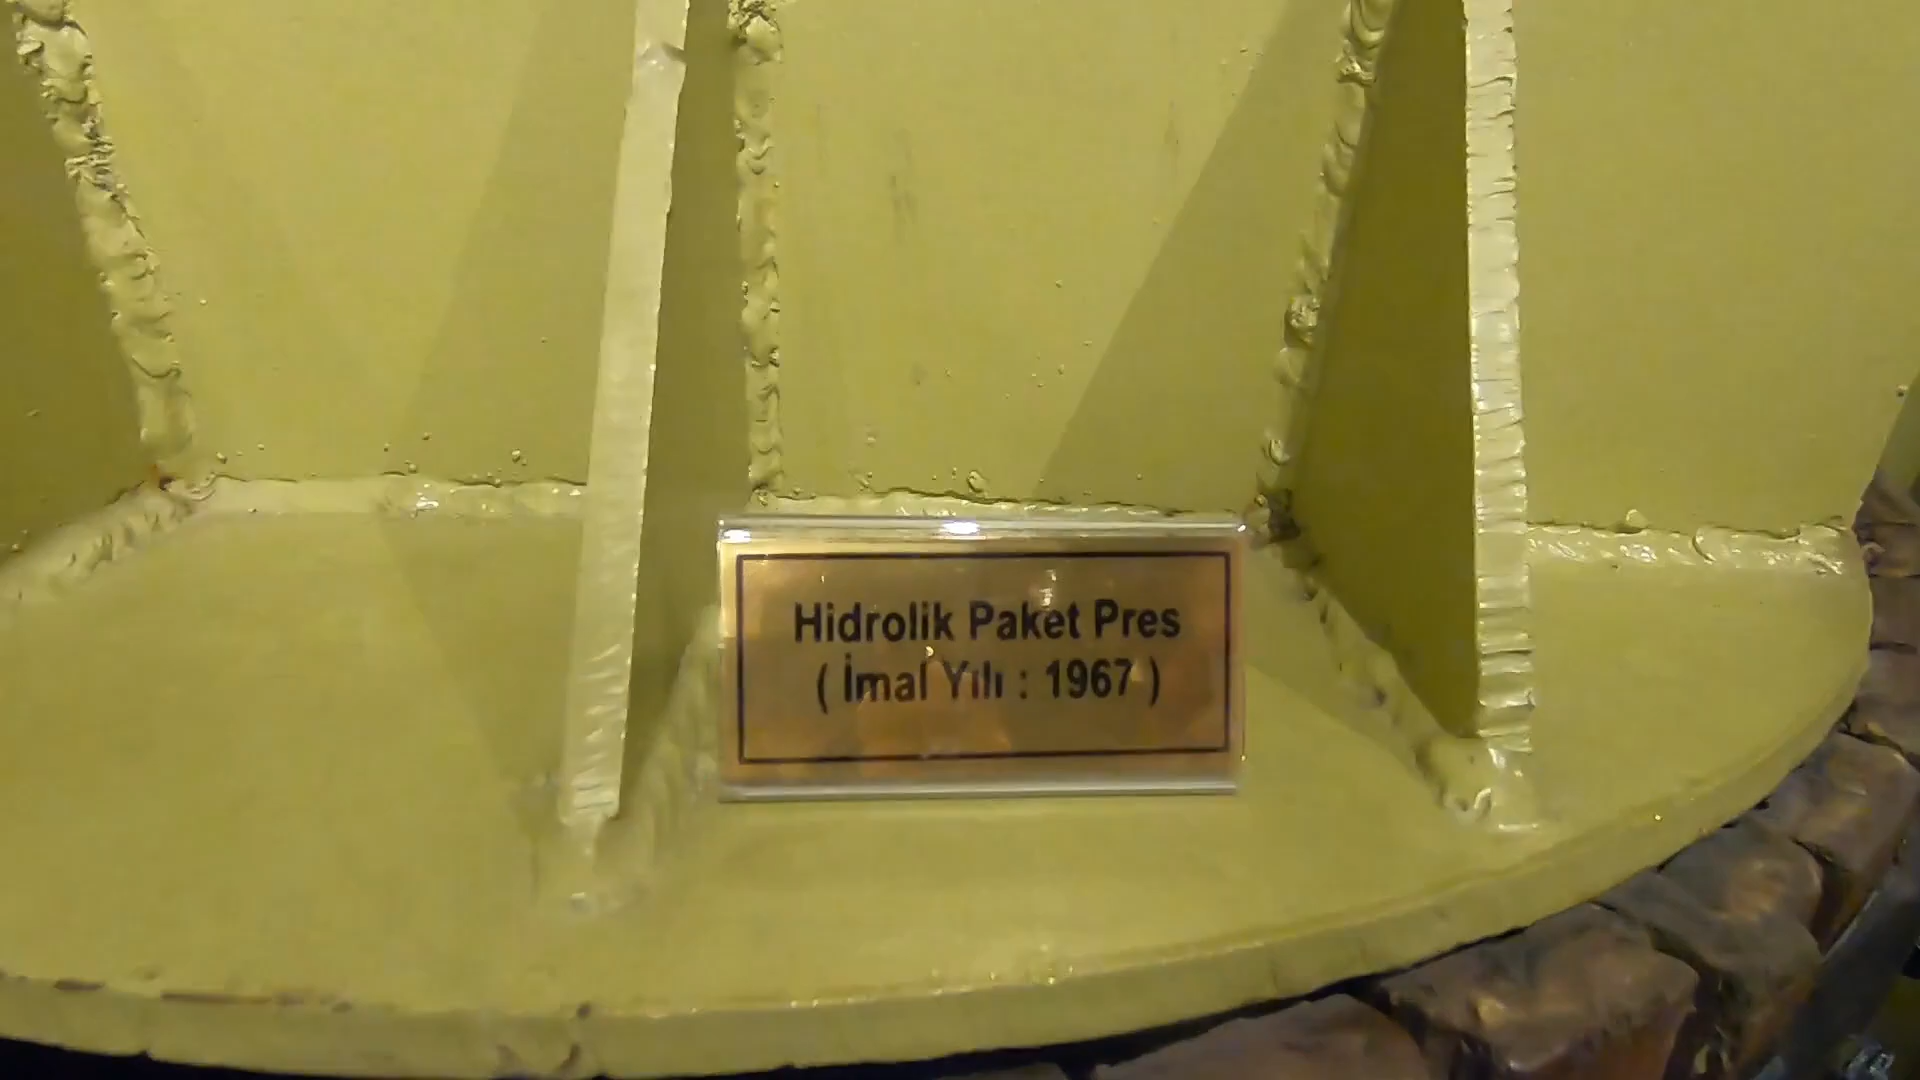 Hidrolik Paket Pres
( İmal Yılı : 1967 )